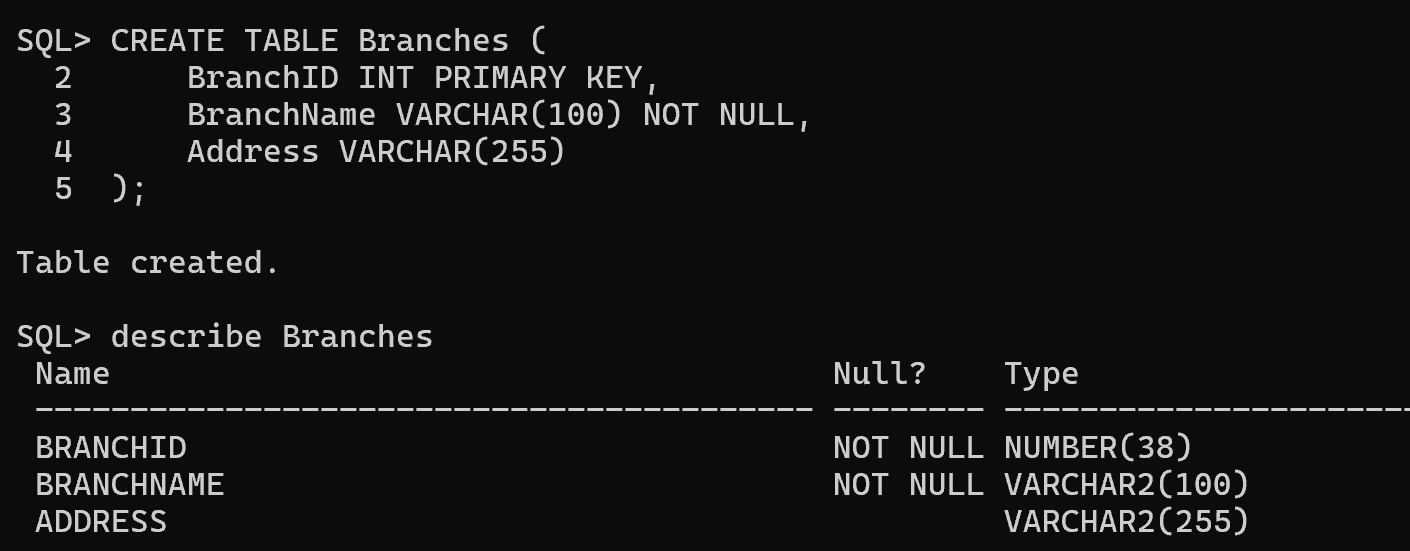 SQL> CREATE TABLE Branches (
  2      BranchID INT PRIMARY KEY,
  3      BranchName VARCHAR(100) NOT NULL,
  4      Address VARCHAR(255)
  5  );
Table created.
SQL> describe Branches
 Name                                      Null?    Type
 ----------------------------------------- -------- ----------------------
 BRANCHID                                  NOT NULL NUMBER(38)
 BRANCHNAME                                NOT NULL VARCHAR2(100)
 ADDRESS                                            VARCHAR2(255)